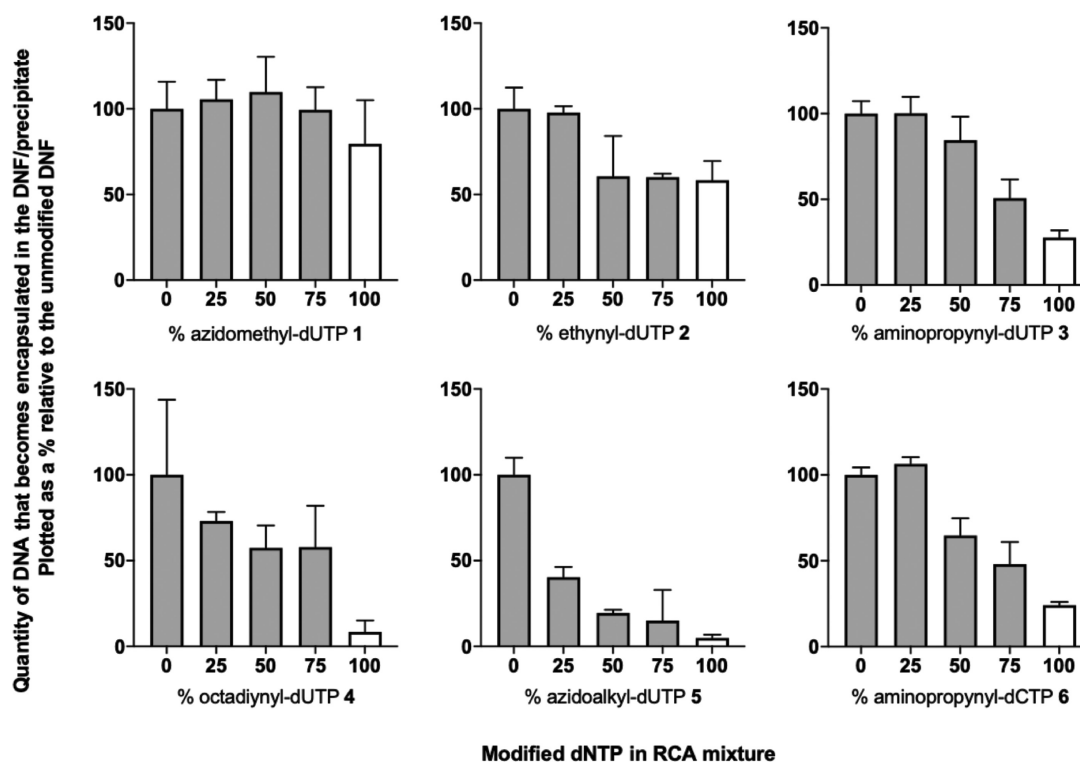 Quantity of DNA that becomes encapsulated in the DNF/precipitate
Plotted as a % relative to the unmodified DNF
150
100
50
0
0 25 50 75 100
% azidomethyl-dUTP 1
150
100
50
0
0 25 50 75 100
% ethynyl-dUTP 2
150
100
50
0
0 25 50 75 100
% aminopropynyl-dUTP 3
150
100
50
0
0 25 50 75 100
% octadiynyl-dUTP 4
150
100
50
0
0 25 50 75 100
% azidoalkyl-dUTP 5
150
100
50
0
0 25 50 75 100
% aminopropynyl-dCTP 6
Modified dNTP in RCA mixture